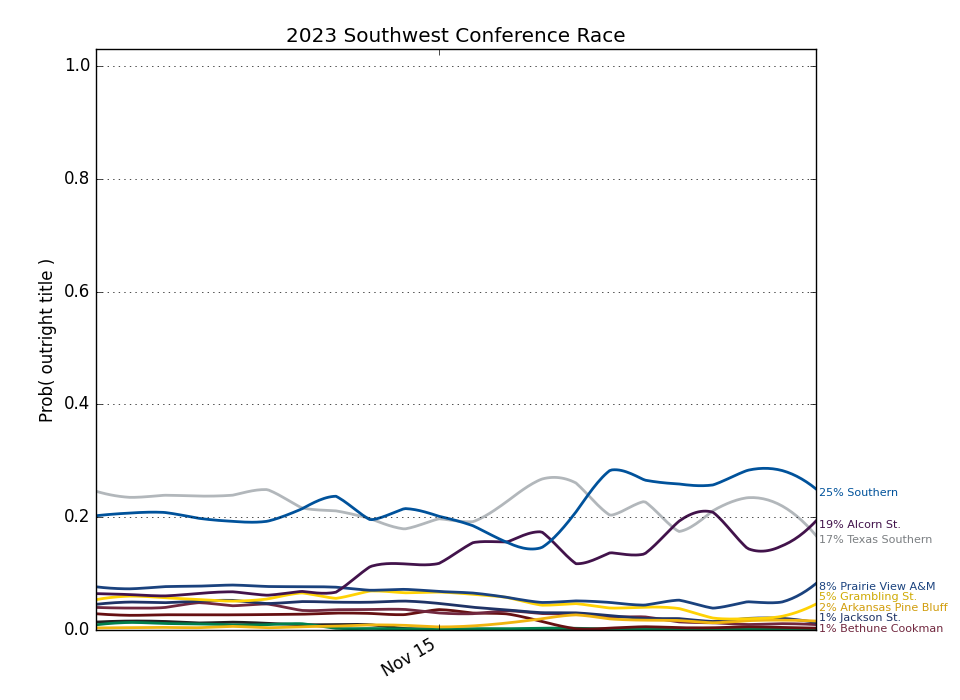 2023 Southwest Conference Race
1.0
0.8
0.6
0.4
0.2
0.0
Prob( outright title )
Nov 15
25% Southern
19% Alcorn St.
17% Texas Southern
8% Prairie View A&M
5% Grambling St.
2% Arkansas Pine Bluff
1% Jackson St.
1% Bethune Cookman